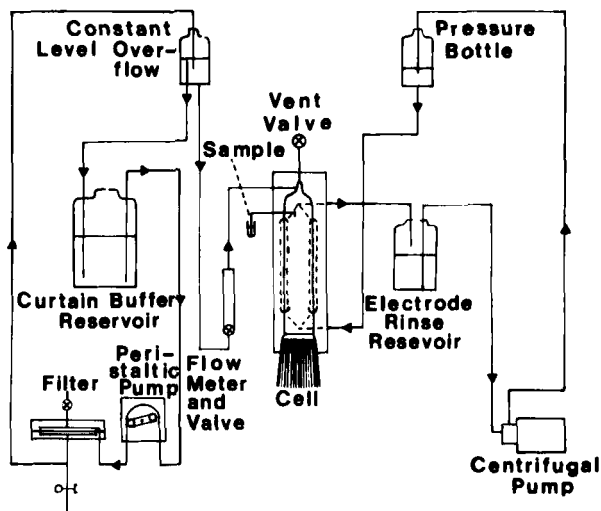 Constant
Level Over-
flow
Pressure
Bottle
Vent
Valve
Sample
Curtain Buffer
Reservoir
Electrode
Rinse
Resevoir
Peri-
staltic
Pump
Flow
Meter
and
Valve
Filter
Cell
Centrifugal
Pump